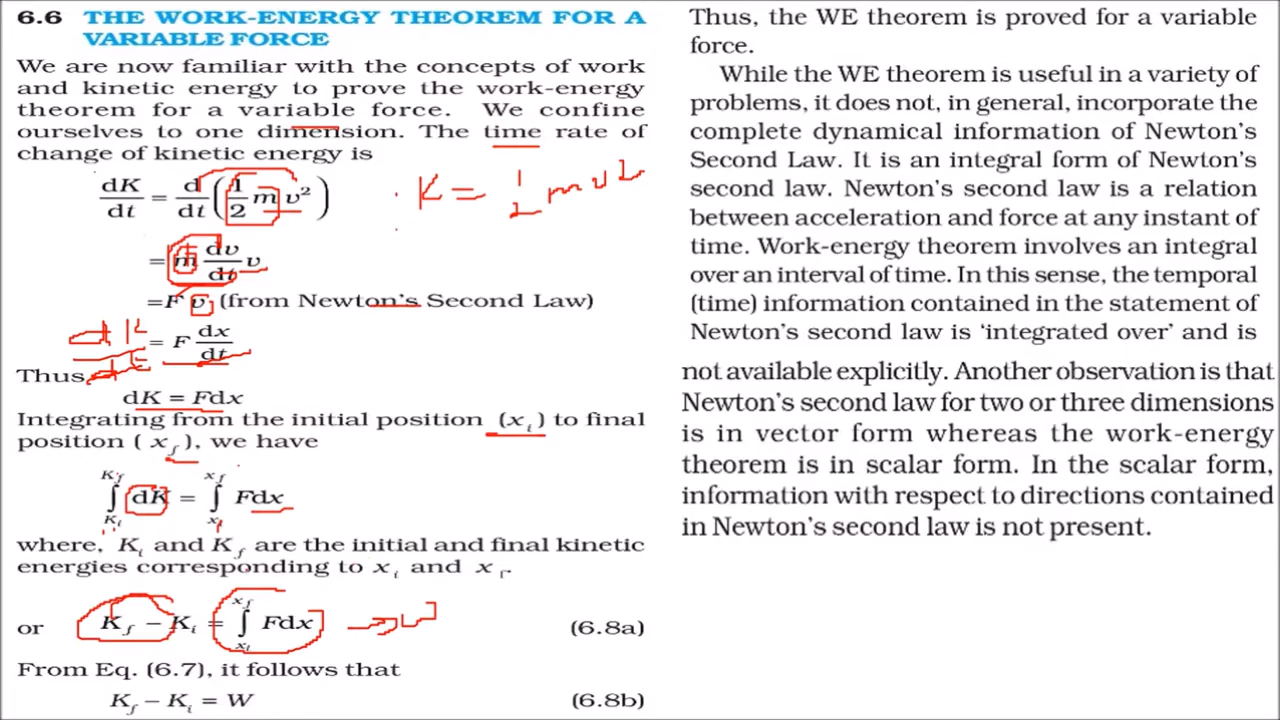 6.6 THE WORK-ENERGY THEOREM FOR A
VARIABLE FORCE
We are now familiar with the concepts of work
and kinetic energy to prove the work-energy
theorem for a variable force. We confine
ourselves to one dimension. The time rate of
change of kinetic energy is
dK/dt = d/dt (1/2 m v²)
K = 1/2 m v²
= m dv/dt v
=F v (from Newton's Second Law)
dK/dt = F dx/dt
Thus
dK = Fdx
Integrating from the initial position (x_i) to final
position ( x_f ), we have
∫_{K_i}^{K_f} dK = ∫_{x_i}^{x_f} Fdx
where, K_i and K_f are the initial and final kinetic
energies corresponding to x_i and x_f.
or K_f − K_i = ∫_{x_i}^{x_f} Fdx → W (6.8a)
From Eq. (6.7), it follows that
K_f − K_i = W (6.8b)
Thus, the WE theorem is proved for a variable
force.
While the WE theorem is useful in a variety of
problems, it does not, in general, incorporate the
complete dynamical information of Newton's
Second Law. It is an integral form of Newton's
second law. Newton's second law is a relation
between acceleration and force at any instant of
time. Work-energy theorem involves an integral
over an interval of time. In this sense, the temporal
(time) information contained in the statement of
Newton's second law is 'integrated over' and is
not available explicitly. Another observation is that
Newton's second law for two or three dimensions
is in vector form whereas the work-energy
theorem is in scalar form. In the scalar form,
information with respect to directions contained
in Newton's second law is not present.